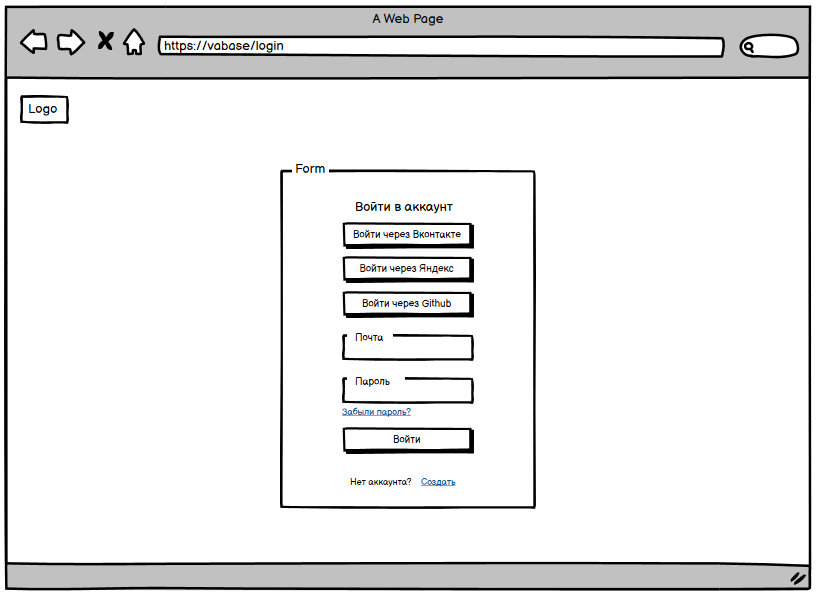 A Web Page
https://vabase/login
Logo
Form
Войти в аккаунт
Войти через Вконтакте
Войти через Яндекс
Войти через Github
Почта
Пароль
Забыли пароль?
Войти
Нет аккаунта? Создать